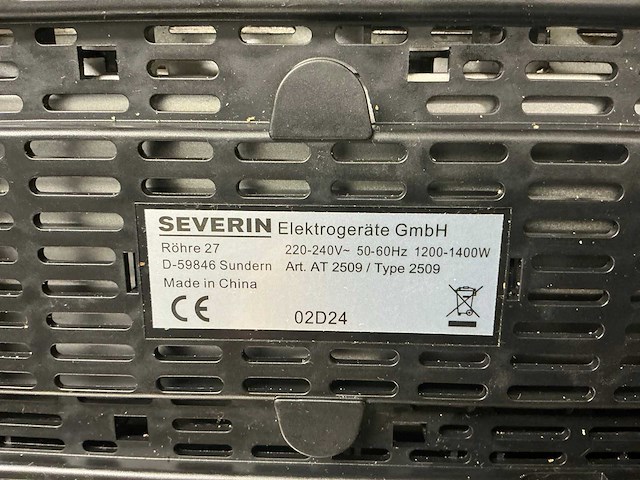 SEVERIN Elektrogeräte GmbH
Röhre 27 220-240V~ 50-60Hz 1200-1400W
D-59846 Sundern Art. AT 2509 / Type 2509
Made in China
CE 02D24